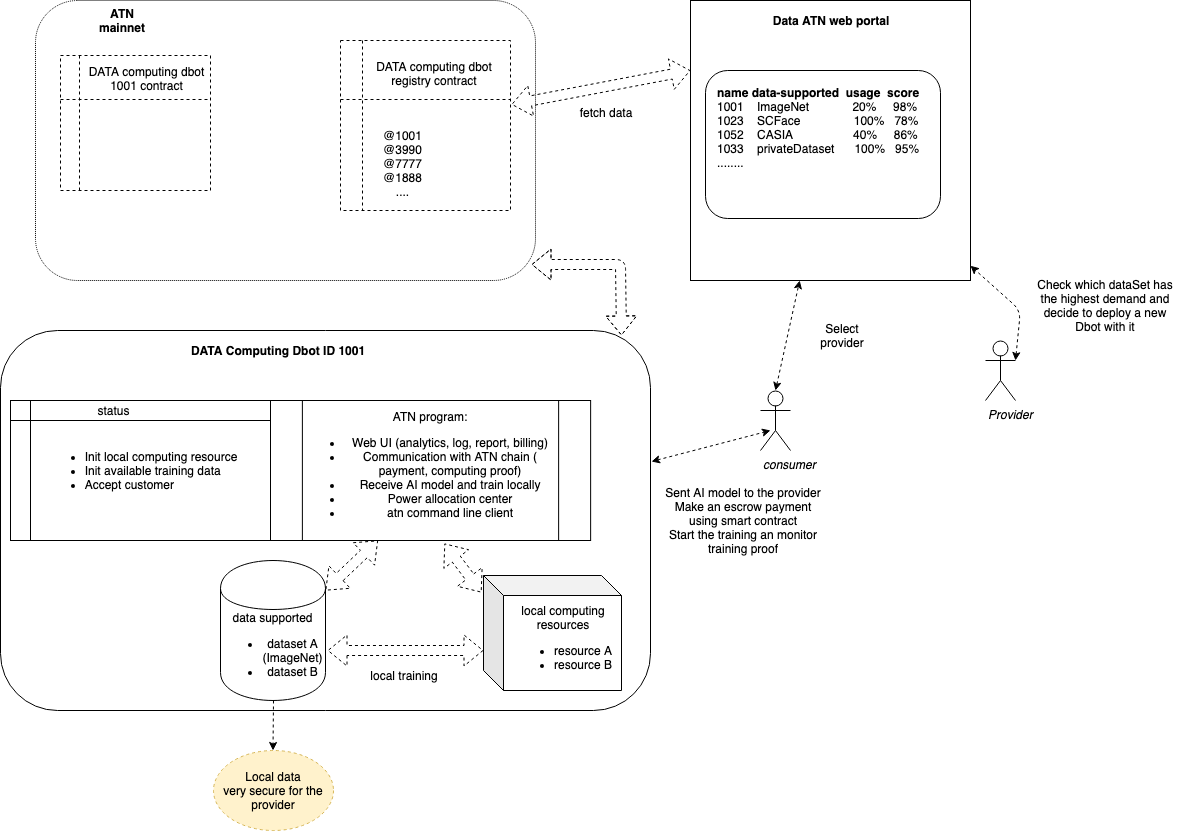 ATN
mainnet
DATA computing dbot
1001 contract
DATA computing dbot
registry contract
@1001
@3990
@7777
@1888
....
fetch data
Data ATN web portal
name data-supported usage score
1001 ImageNet 20% 98%
1023 SCFace 100% 78%
1052 CASIA 40% 86%
1033 privateDataset 100% 95%
........
Check which dataSet has
the highest demand and
decide to deploy a new
Dbot with it
Provider
Select
provider
consumer
Sent AI model to the provider
Make an escrow payment
using smart contract
Start the training an monitor
training proof
DATA Computing Dbot ID 1001
status
• Init local computing resource
• Init available training data
• Accept customer
ATN program:
• Web UI (analytics, log, report, billing)
• Communication with ATN chain (
payment, computing proof)
• Receive AI model and train locally
• Power allocation center
• atn command line client
data supported
• dataset A
(ImageNet)
• dataset B
local training
local computing
resources
• resource A
• resource B
Local data
very secure for the
provider